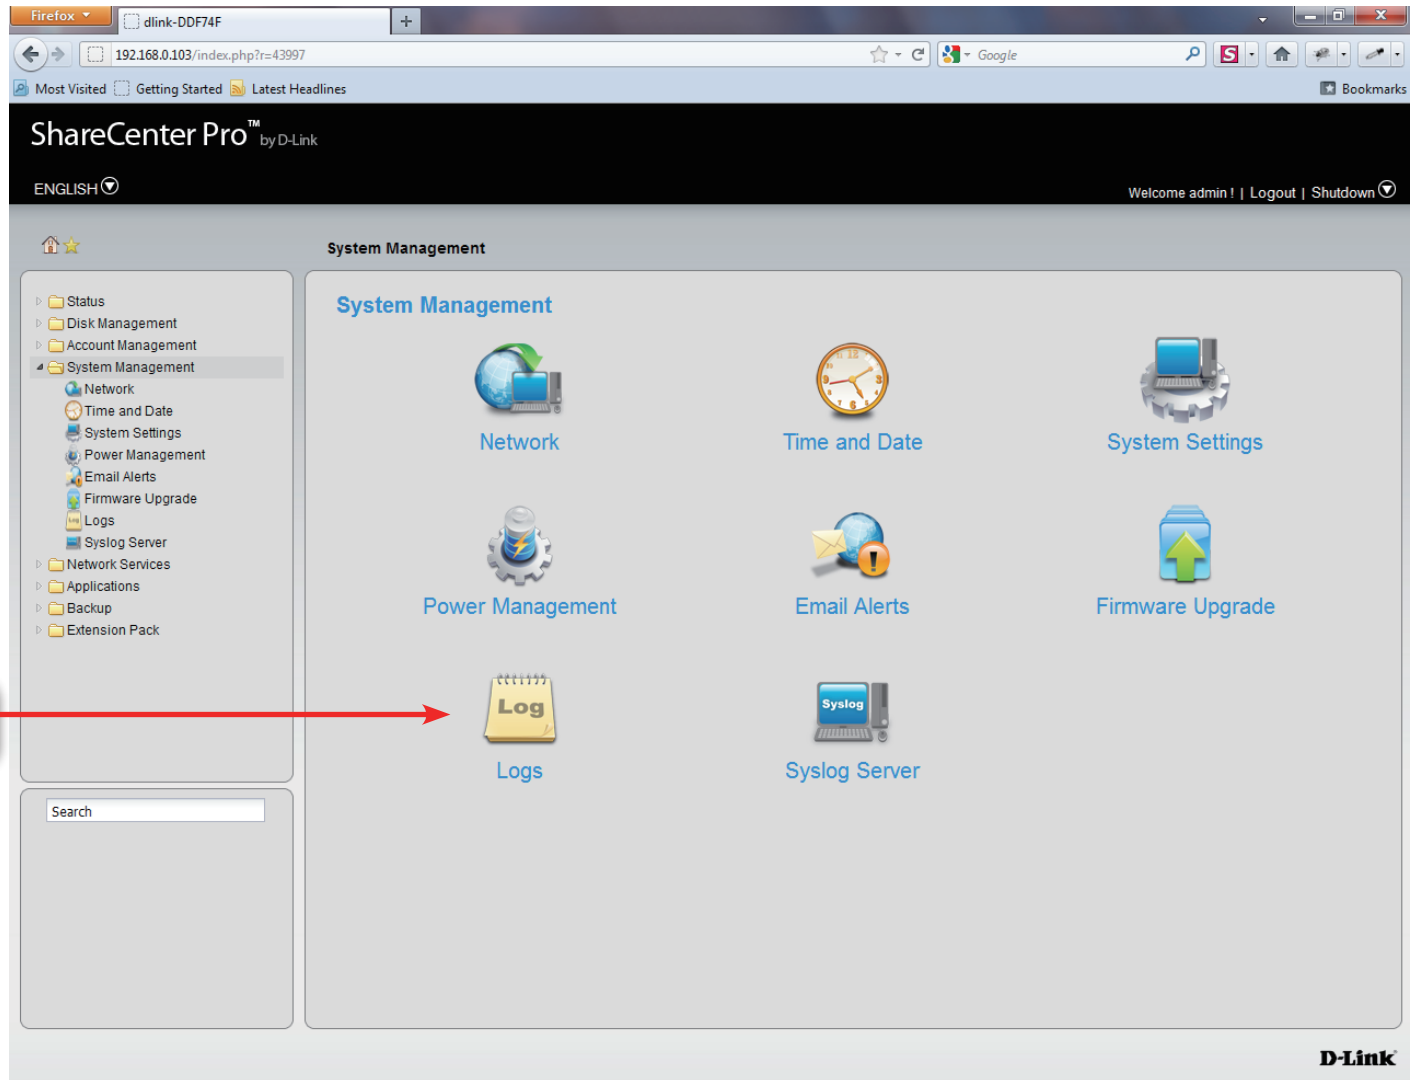 Firefox
dlink-DDF74F
+
192.168.0.103/index.php?r=43997
Google
Most Visited Getting Started Latest Headlines
Bookmarks
ShareCenter Pro™ by D-Link
ENGLISH
Welcome admin ! | Logout | Shutdown
System Management
Status
Disk Management
Account Management
System Management
Network
Time and Date
System Settings
Power Management
Email Alerts
Firmware Upgrade
Logs
Syslog Server
Network Services
Applications
Backup
Extension Pack
Search
System Management
Network
Time and Date
System Settings
Power Management
Email Alerts
Firmware Upgrade
Log
Logs
Syslog
Syslog Server
D-Link